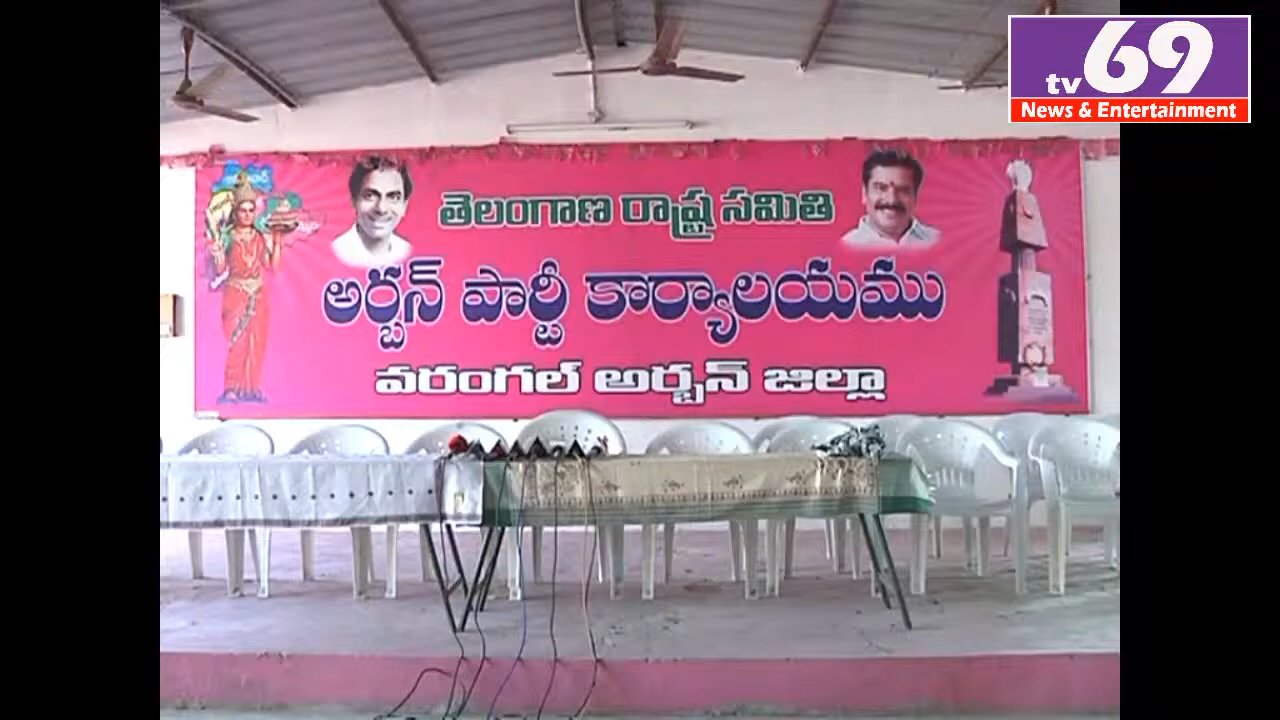 tv69
News & Entertainment
తెలంగాణ రాష్ట్ర సమితి
అర్బన్ పార్టీ కార్యాలయము
వరంగల్ అర్బన్ జిల్లా